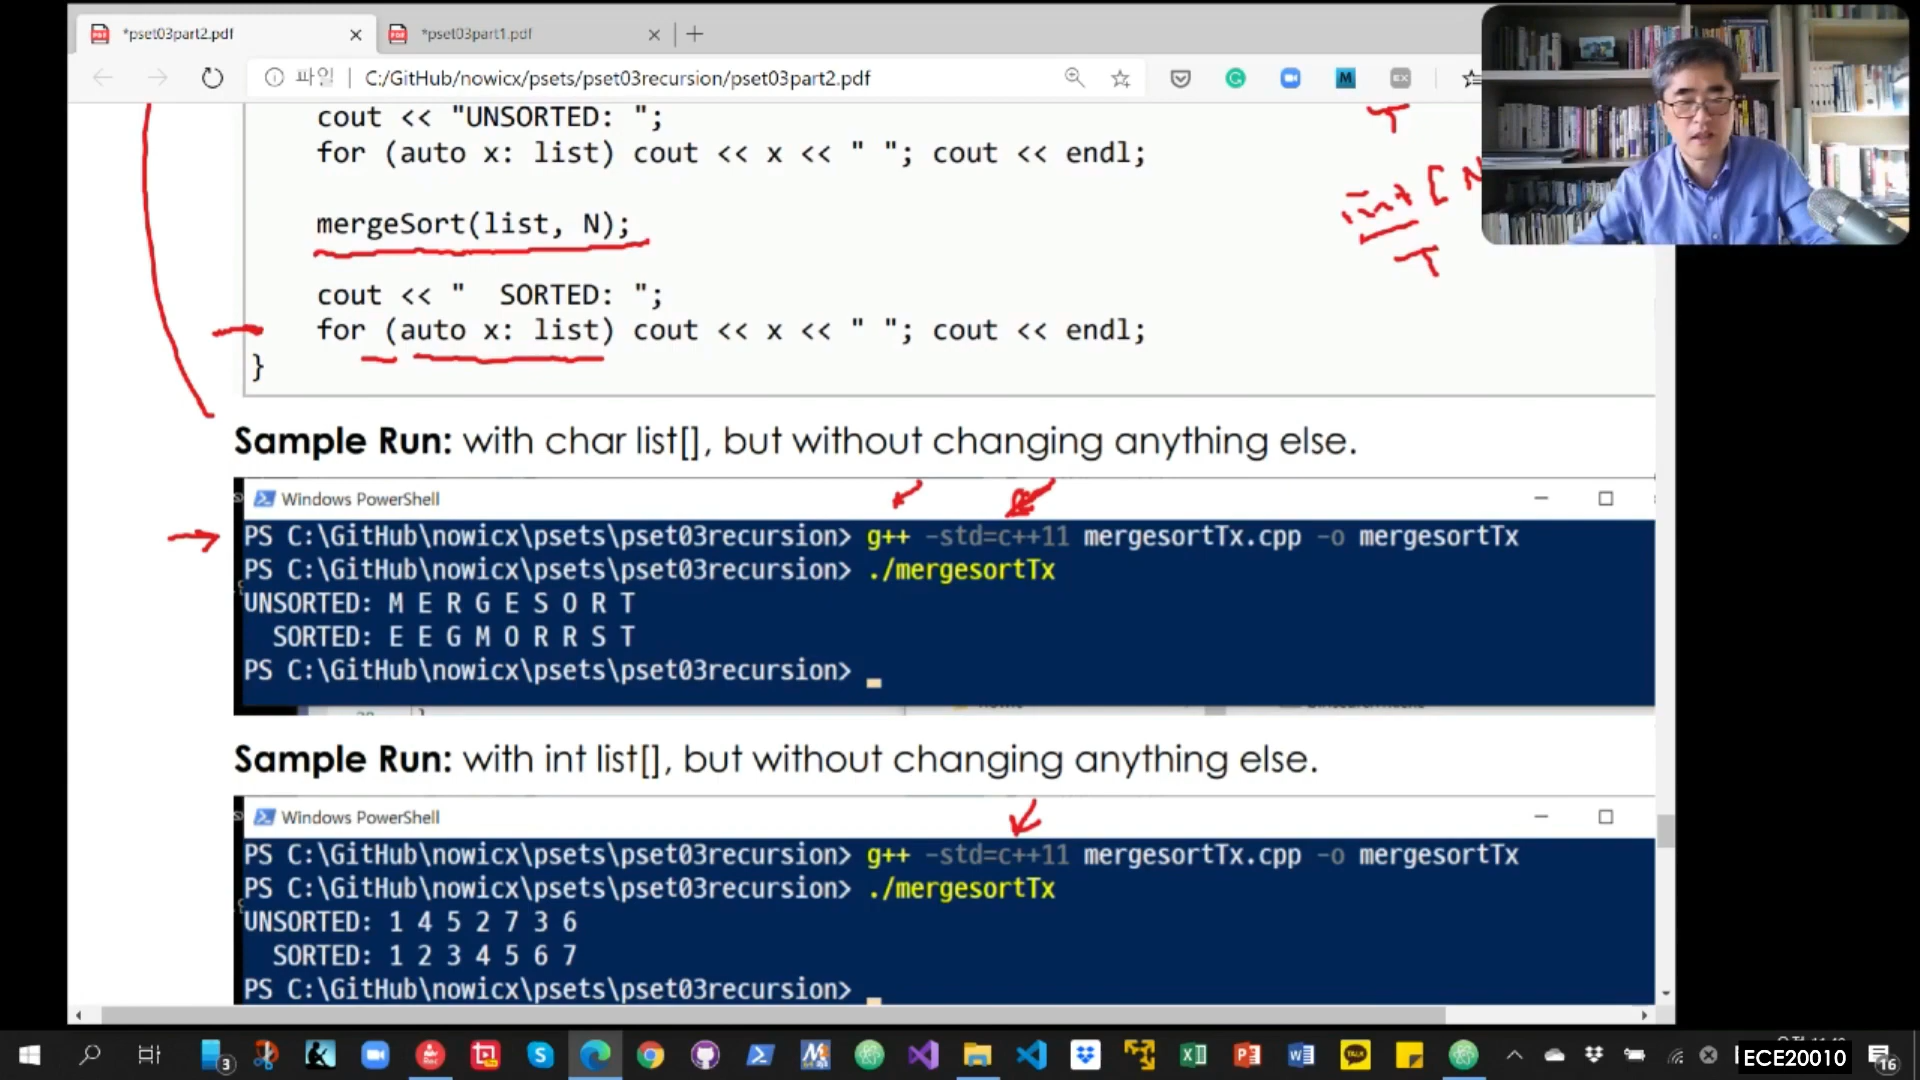 *pset03part2.pdf
*pset03part1.pdf
파일 | C:/GitHub/nowicx/psets/pset03recursion/pset03part2.pdf
cout << "UNSORTED: ";
for (auto x: list) cout << x << " "; cout << endl;
mergeSort(list, N);
cout << "  SORTED: ";
for (auto x: list) cout << x << " "; cout << endl;
}
T
int [ N
T
Sample Run: with char list[], but without changing anything else.
Windows PowerShell
PS C:\GitHub\nowicx\psets\pset03recursion> g++ -std=c++11 mergesortTx.cpp -o mergesortTx
PS C:\GitHub\nowicx\psets\pset03recursion> ./mergesortTx
UNSORTED: M E R G E S O R T
  SORTED: E E G M O R R S T
PS C:\GitHub\nowicx\psets\pset03recursion>
Sample Run: with int list[], but without changing anything else.
Windows PowerShell
PS C:\GitHub\nowicx\psets\pset03recursion> g++ -std=c++11 mergesortTx.cpp -o mergesortTx
PS C:\GitHub\nowicx\psets\pset03recursion> ./mergesortTx
UNSORTED: 1 4 5 2 7 3 6
  SORTED: 1 2 3 4 5 6 7
PS C:\GitHub\nowicx\psets\pset03recursion>
ECE20010